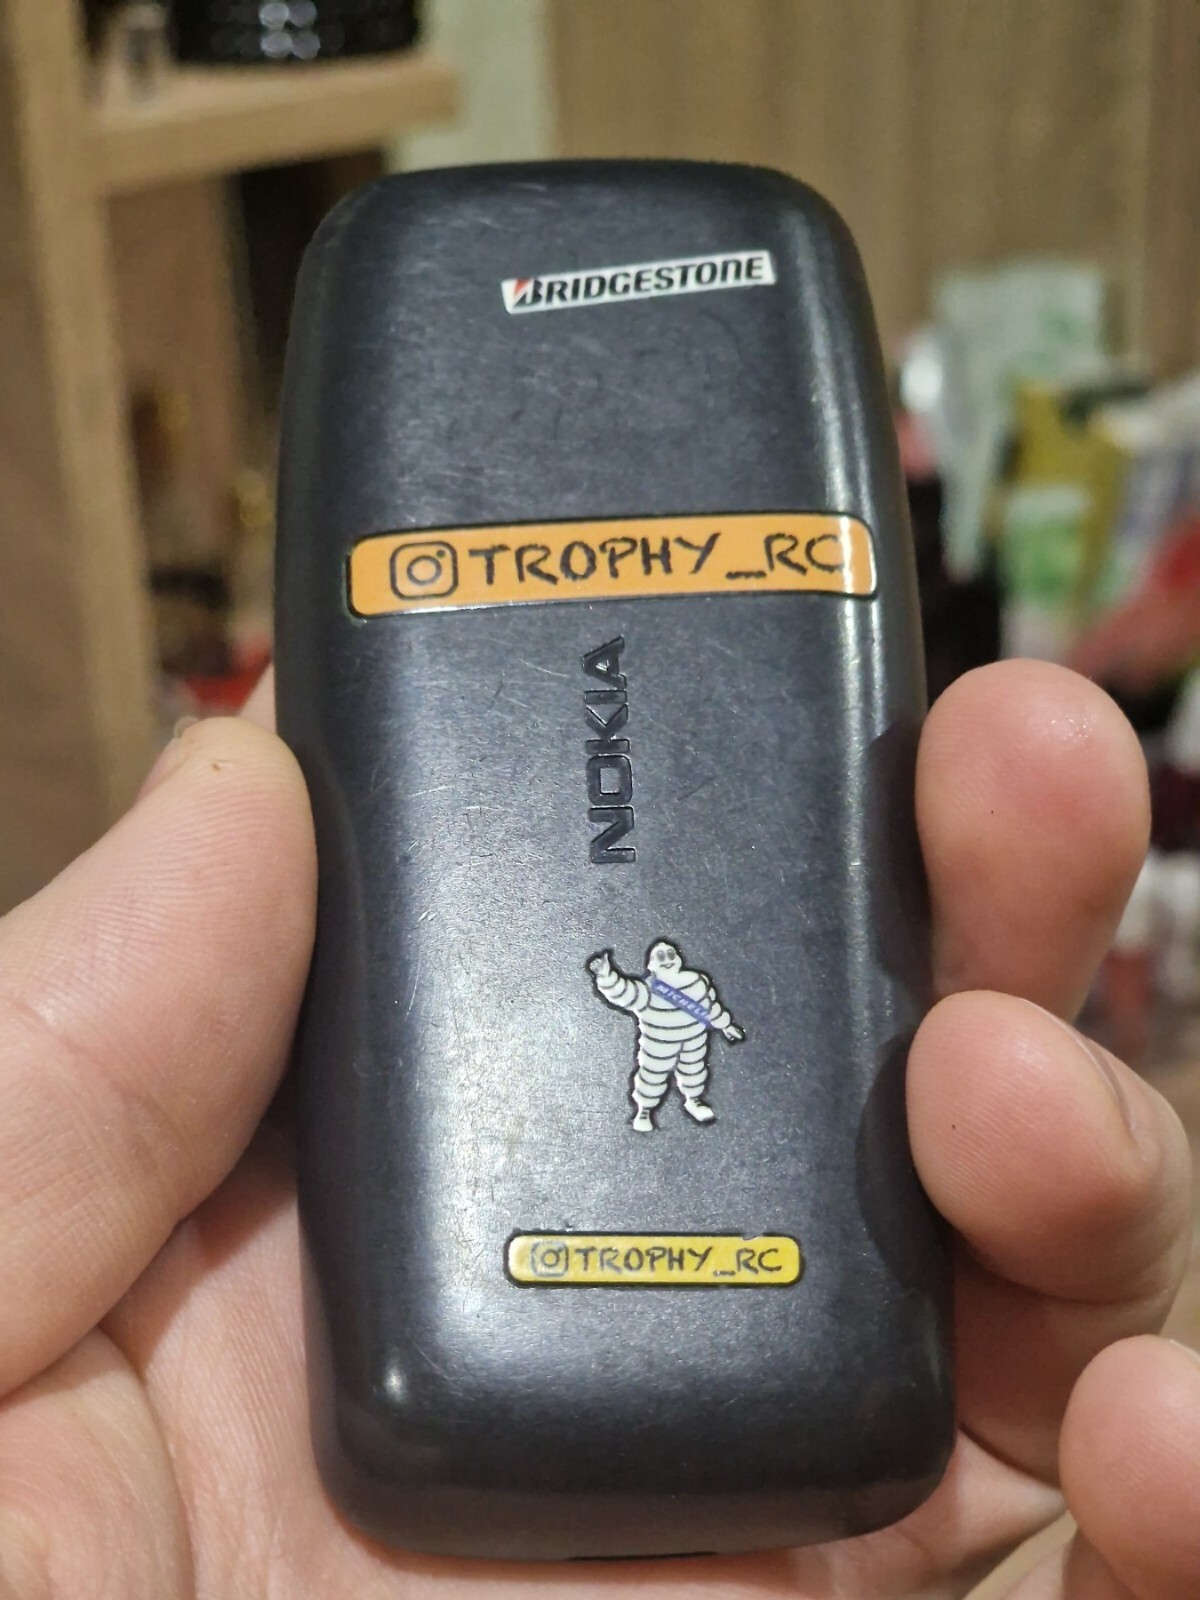 BRIDGESTONE
TROPHY_RC
NOKIA
MICHELIN
TROPHY_RC